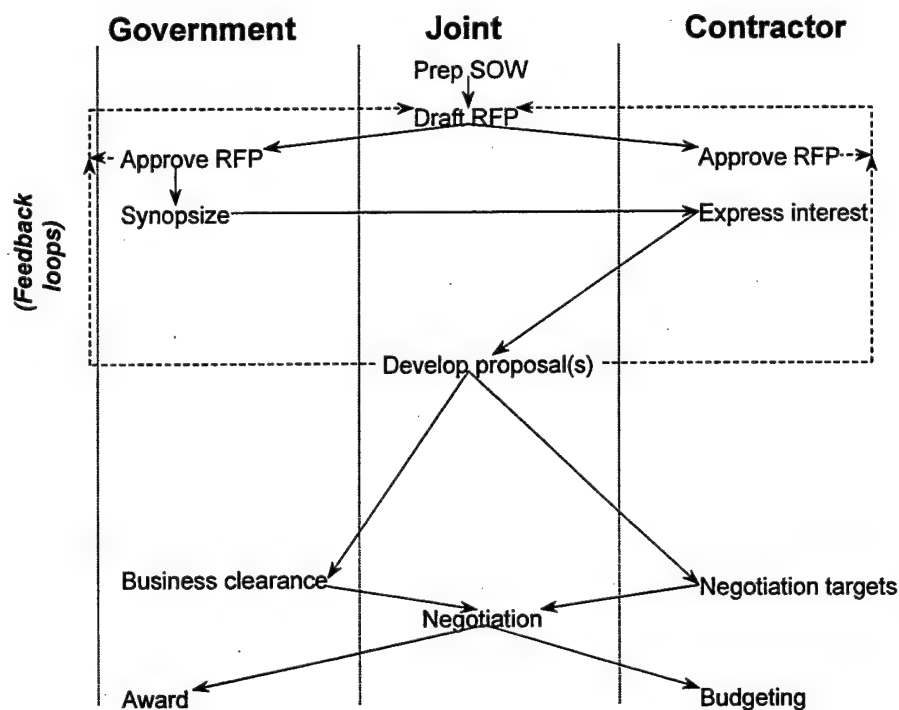 Government Joint Contractor
Prep SOW
Draft RFP
Approve RFP Approve RFP
Synopsize Express interest
(Feedback
loops)
Develop proposal(s)
Business clearance Negotiation targets
Negotiation
Award Budgeting